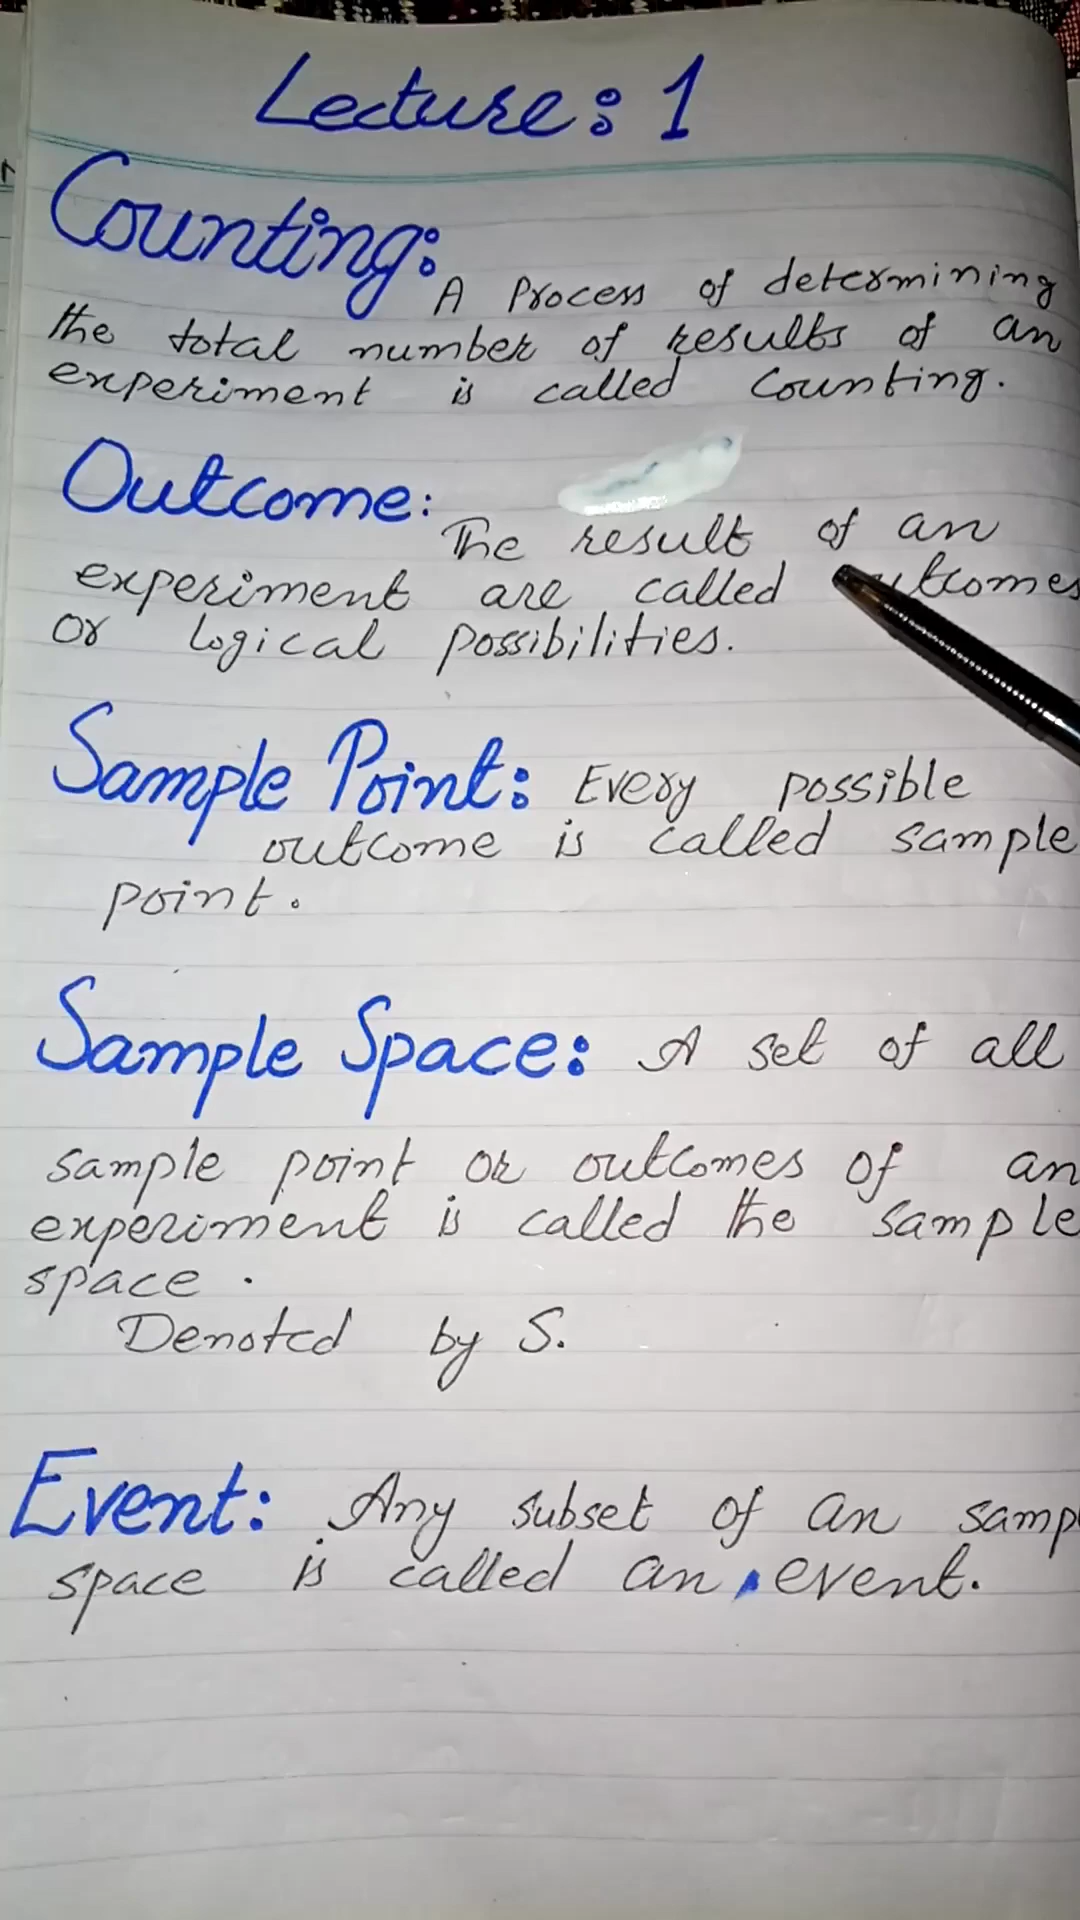 Lecture: 1
Counting:
A Process of determining
the total number of results of an
experiment is called Counting.
Outcome:
The result of an
experiment are called utcomes
or logical possibilities.
Sample Point: Every possible
outcome is called sample
point.
Sample Space: A set of all
sample point or outcomes of an
experiment is called the sample
space.
Denoted by S.
Event: Any subset of an samp
space is called an event.